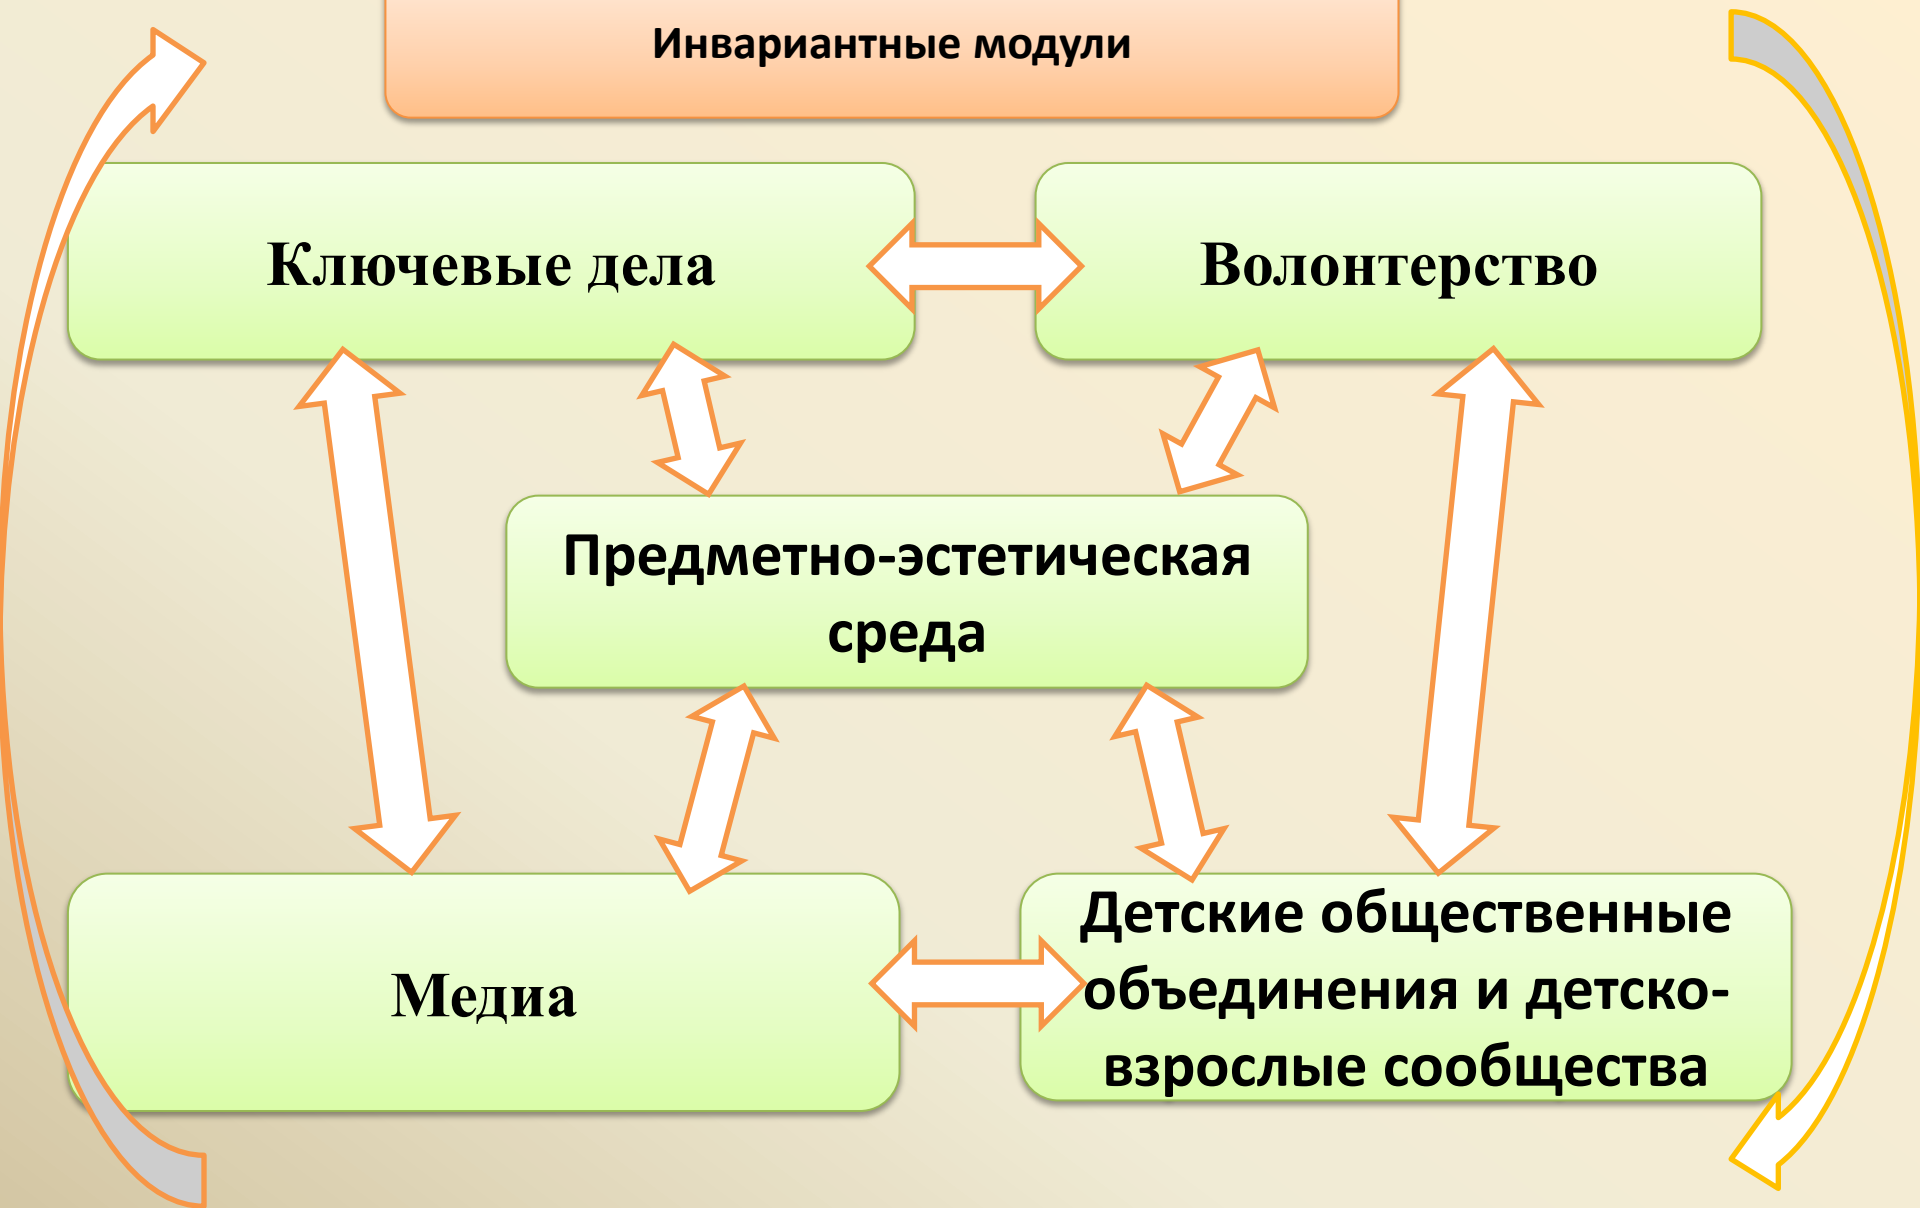 Инвариантные модули
Ключевые дела
Волонтерство
Предметно-эстетическая
среда
Медиа
Детские общественные
объединения и детско-
взрослые сообщества